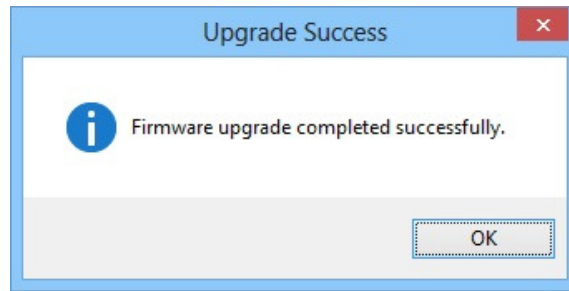 Upgrade Success
Firmware upgrade completed successfully.
OK